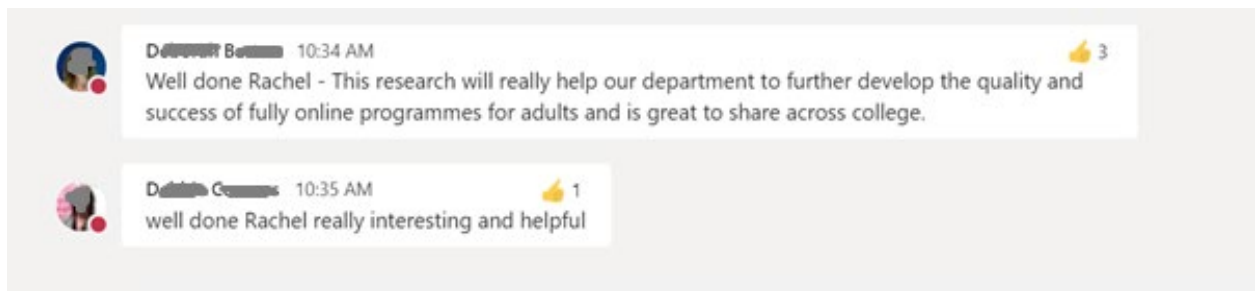 10:34 AM 3
Well done Rachel - This research will really help our department to further develop the quality and
success of fully online programmes for adults and is great to share across college.
10:35 AM 1
well done Rachel really interesting and helpful